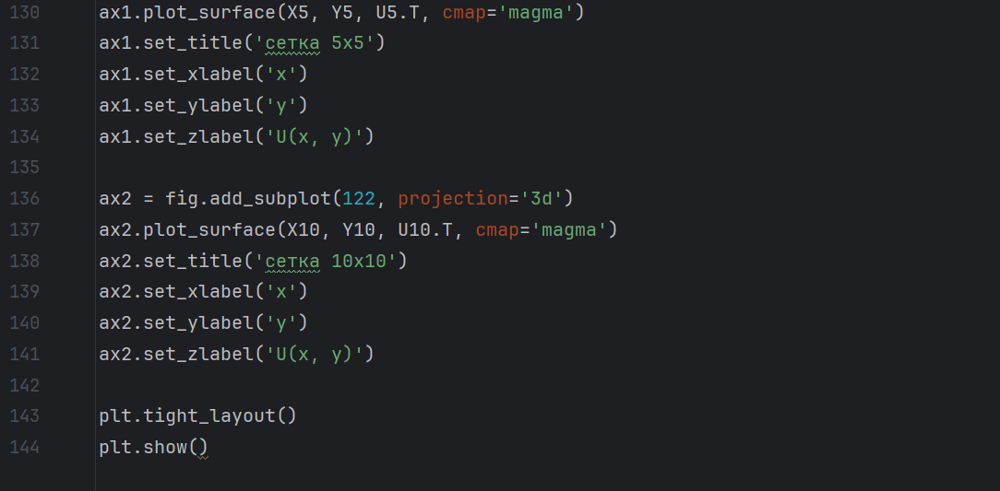 130 ax1.plot_surface(X5, Y5, U5.T, cmap='magma')
131 ax1.set_title('сетка 5x5')
132 ax1.set_xlabel('x')
133 ax1.set_ylabel('y')
134 ax1.set_zlabel('U(x, y)')
135
136 ax2 = fig.add_subplot(122, projection='3d')
137 ax2.plot_surface(X10, Y10, U10.T, cmap='magma')
138 ax2.set_title('сетка 10x10')
139 ax2.set_xlabel('x')
140 ax2.set_ylabel('y')
141 ax2.set_zlabel('U(x, y)')
142
143 plt.tight_layout()
144 plt.show()